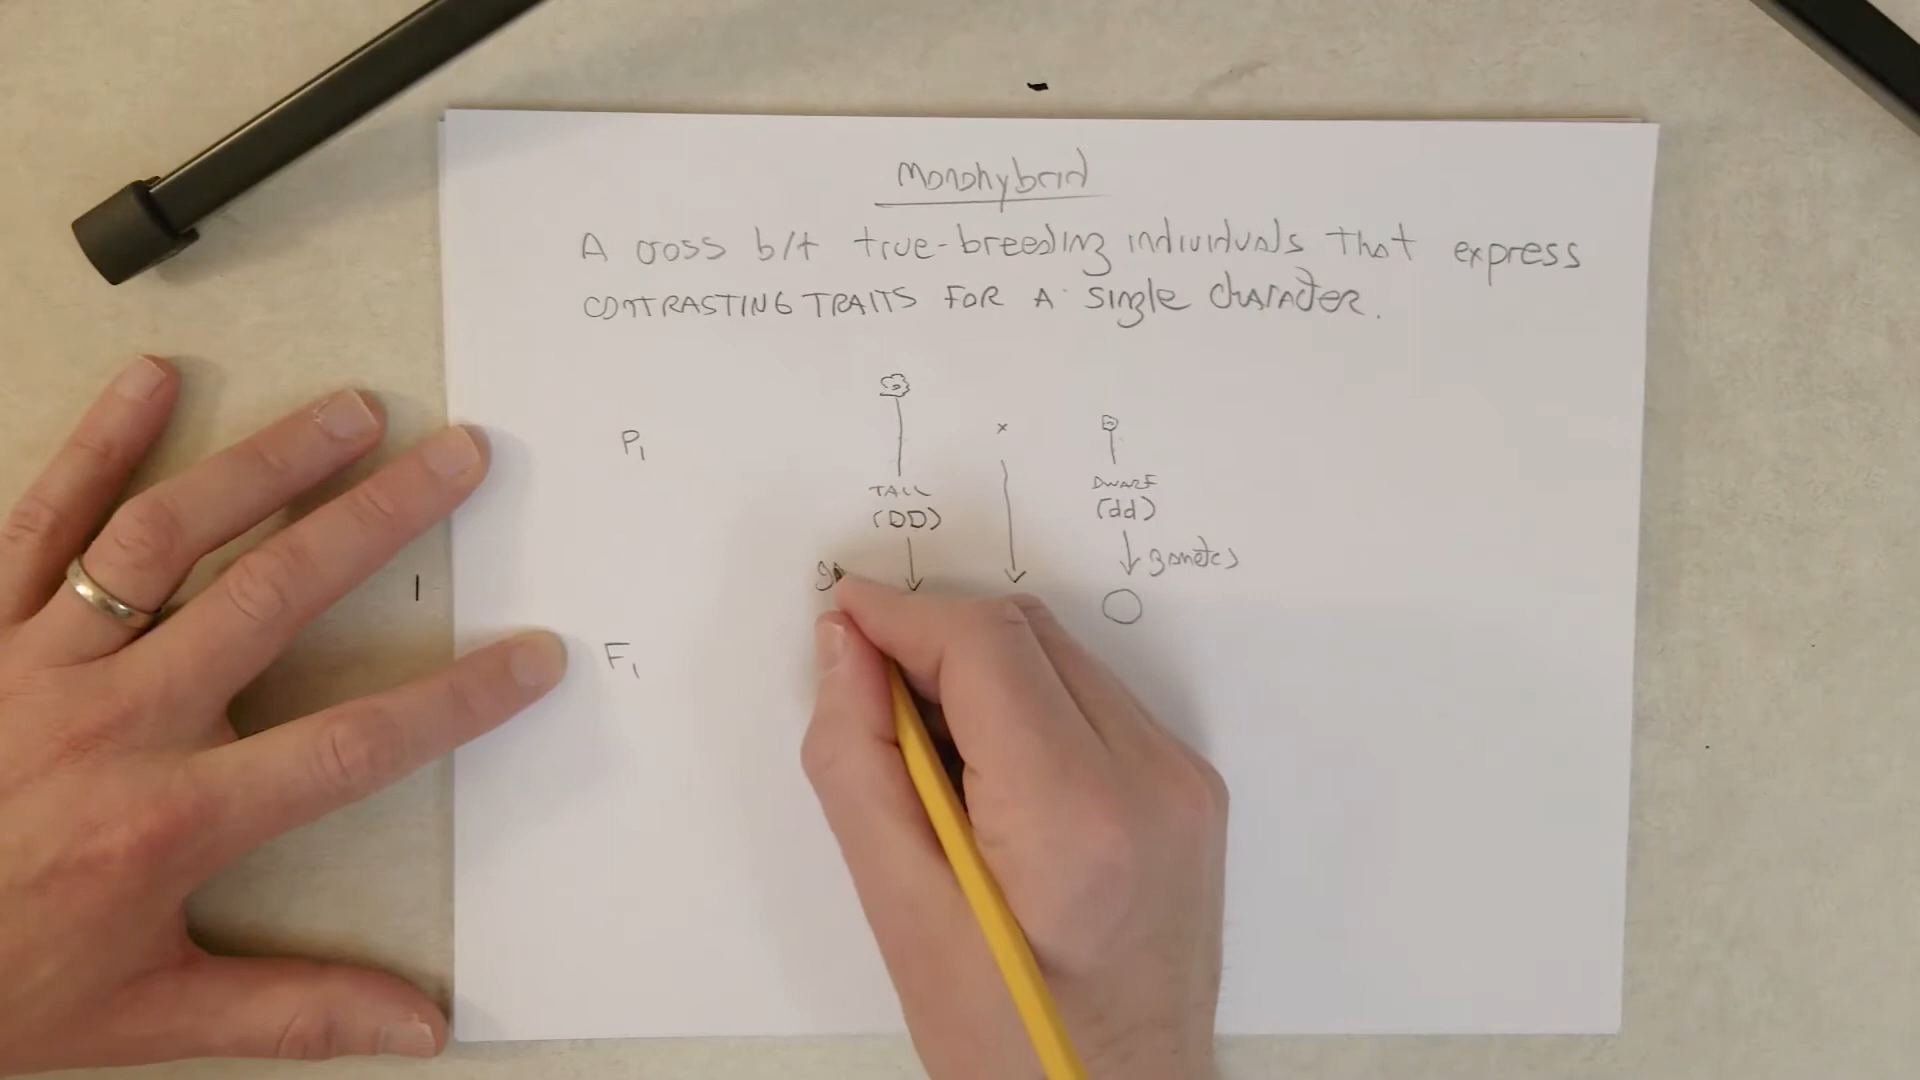 Monohybrid
A cross b/t true-breeding individuals that express
CONTRASTING TRAITS FOR A single character.
P1
x
TALL
(DD)
DWARF
(dd)
gametes
ga
F1